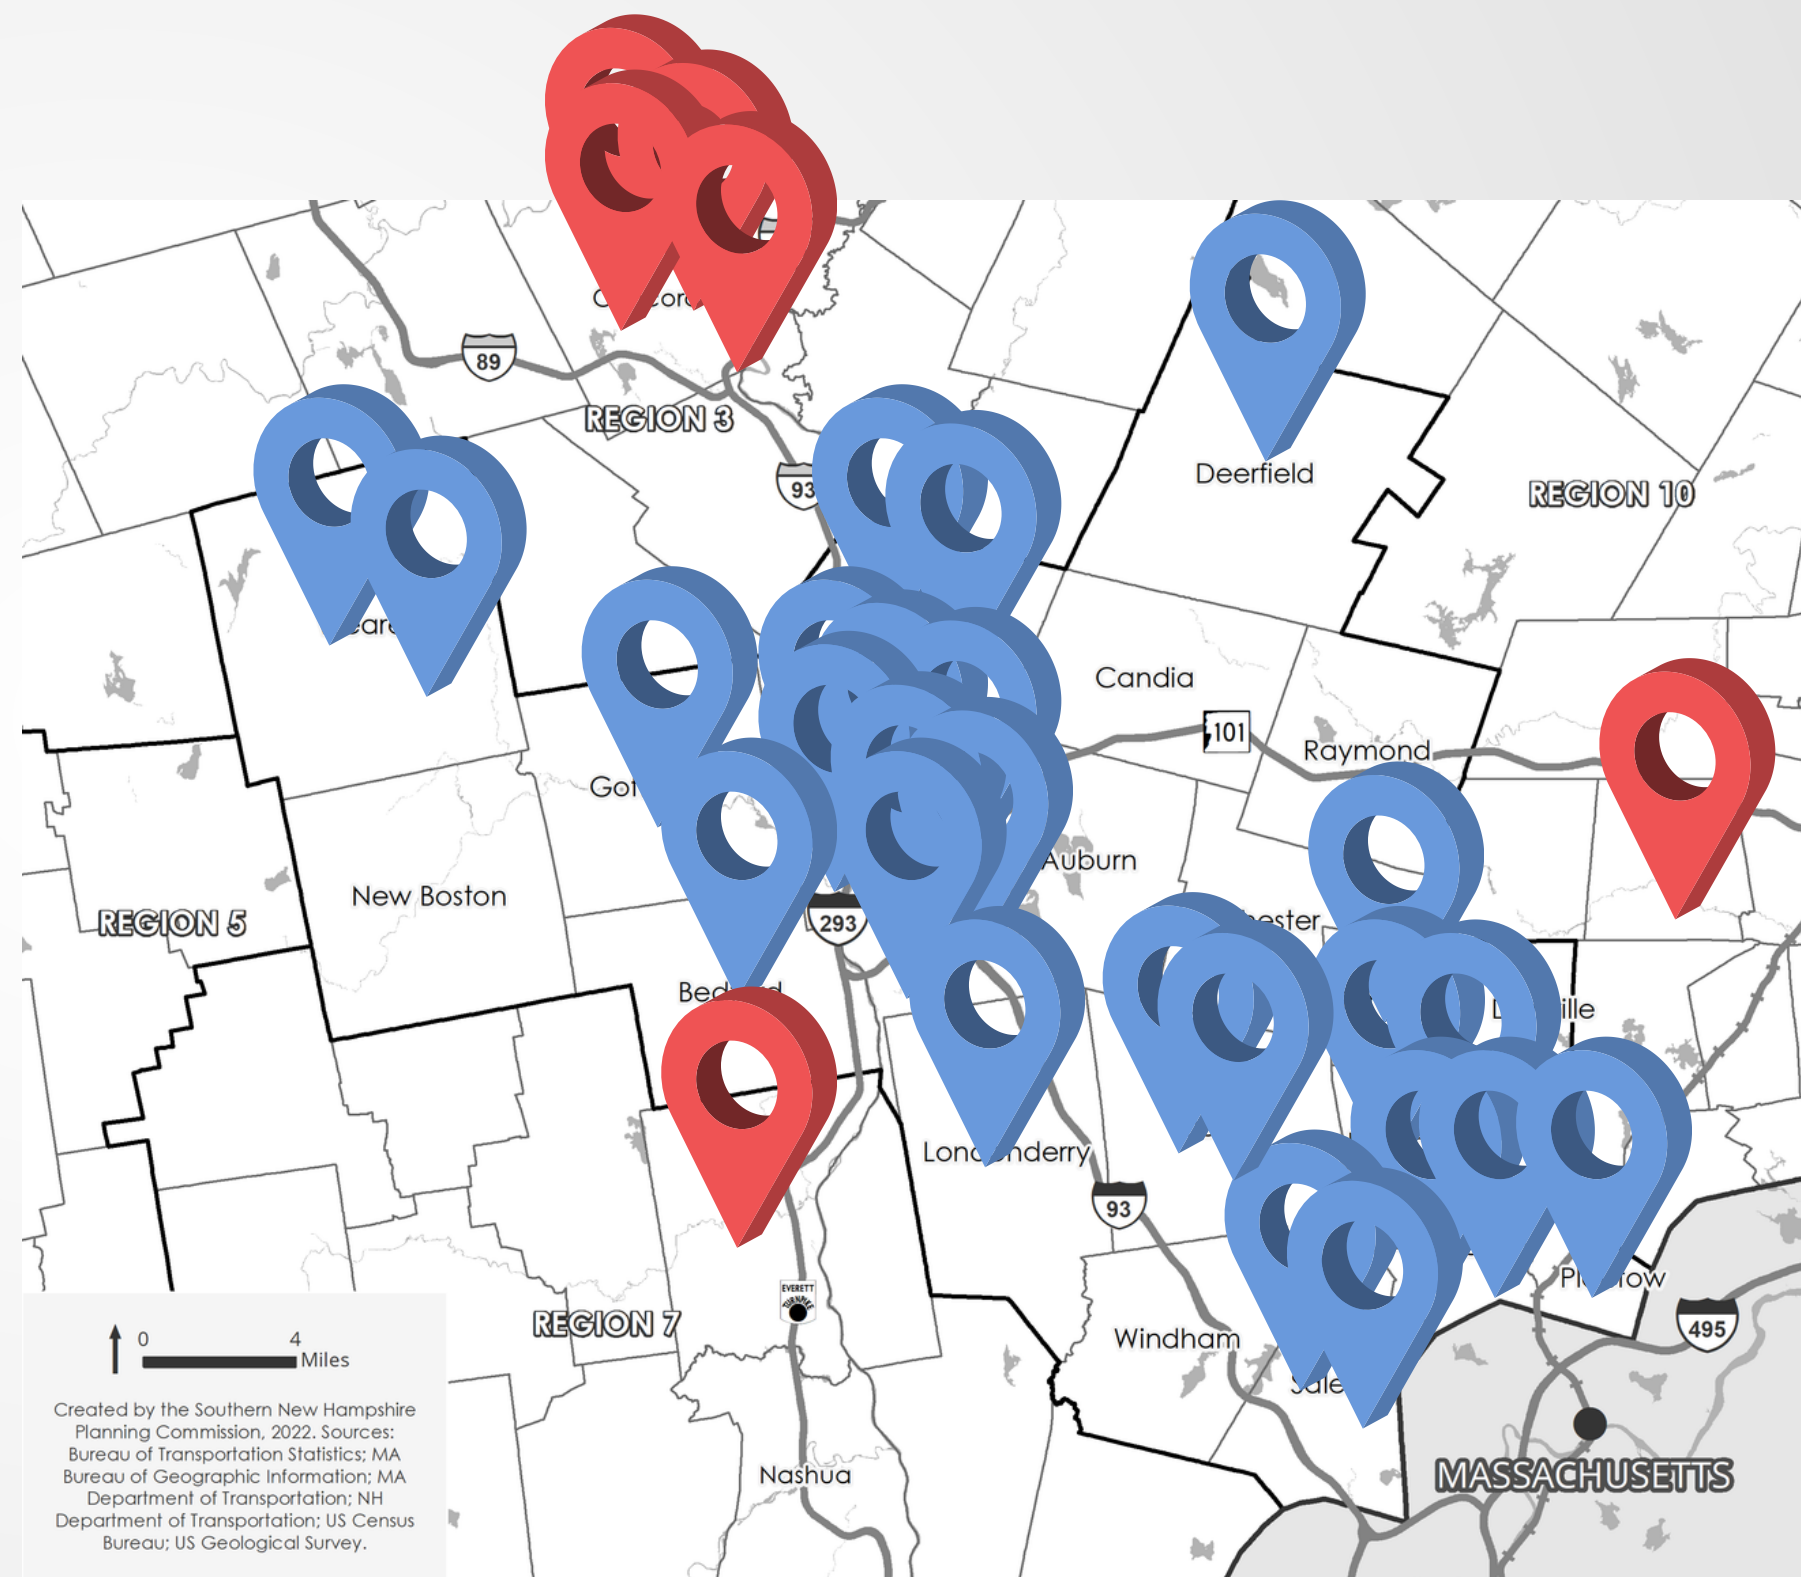 89
REGION 3
93
Deerfield
REGION 10
Candia
101
Raymond
Auburn
New Boston
REGION 5
293
93
EVERETT
TURNPIKE
REGION 7
Windham
495
Nashua
MASSACHUSETTS
0 4
Miles
Created by the Southern New Hampshire
Planning Commission, 2022. Sources:
Bureau of Transportation Statistics; MA
Bureau of Geographic Information; MA
Department of Transportation; NH
Department of Transportation; US Census
Bureau; US Geological Survey.